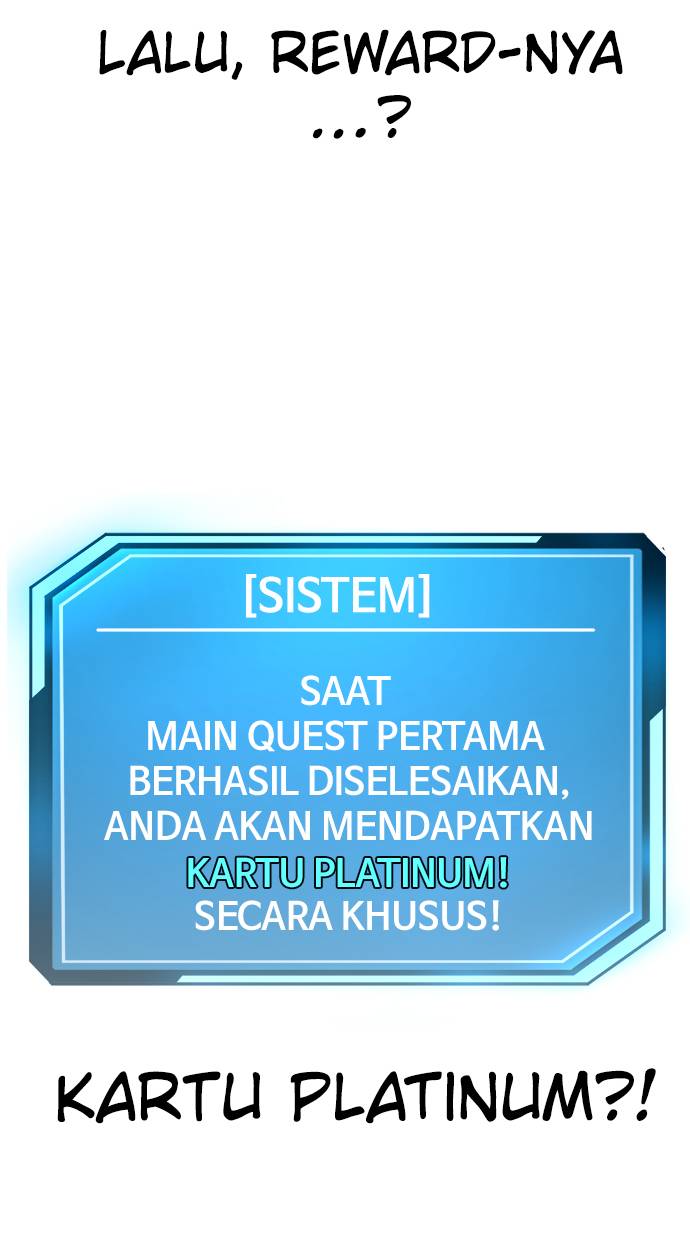 LALU, REWARD-NYA
...?
[SISTEM]
SAAT
MAIN QUEST PERTAMA
BERHASIL DISELESAIKAN,
ANDA AKAN MENDAPATKAN
KARTU PLATINUM!
SECARA KHUSUS!
KARTU PLATINUM?!